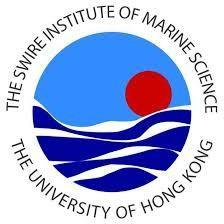 THE SWIRE INSTITUTE OF MARINE SCIENCE
THE UNIVERSITY OF HONG KONG